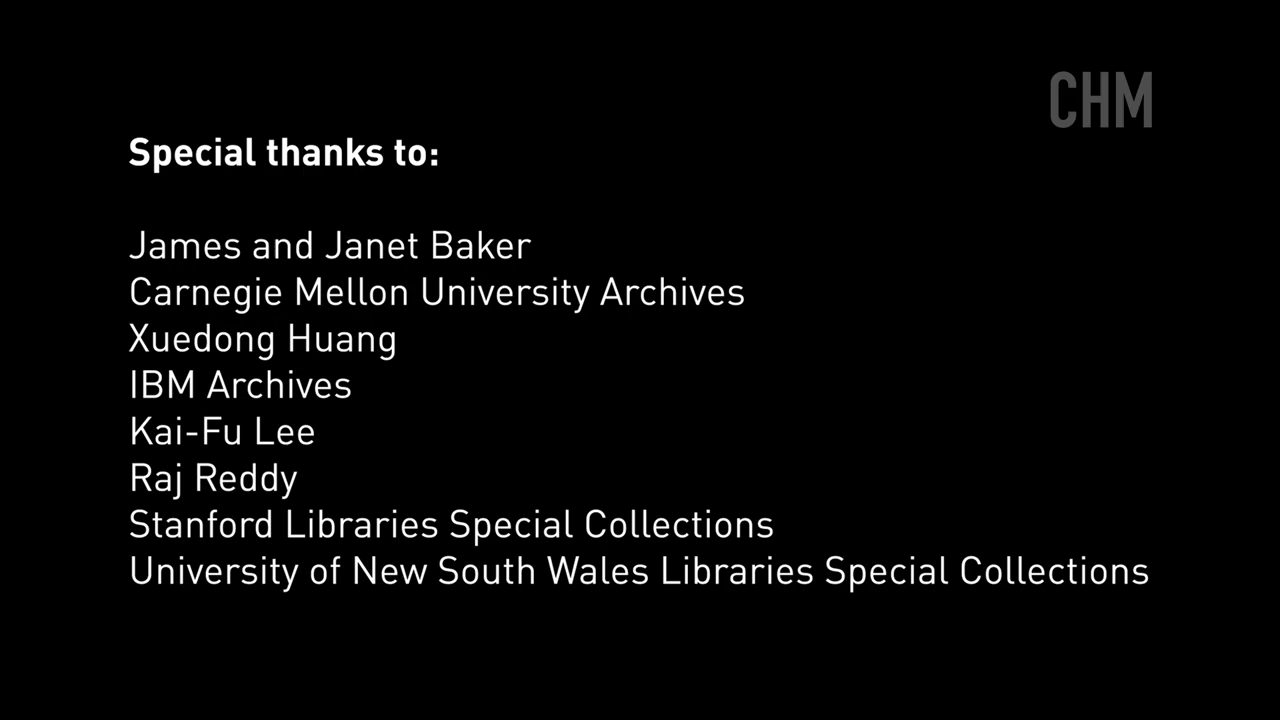 CHM
Special thanks to:
James and Janet Baker
Carnegie Mellon University Archives
Xuedong Huang
IBM Archives
Kai-Fu Lee
Raj Reddy
Stanford Libraries Special Collections
University of New South Wales Libraries Special Collections